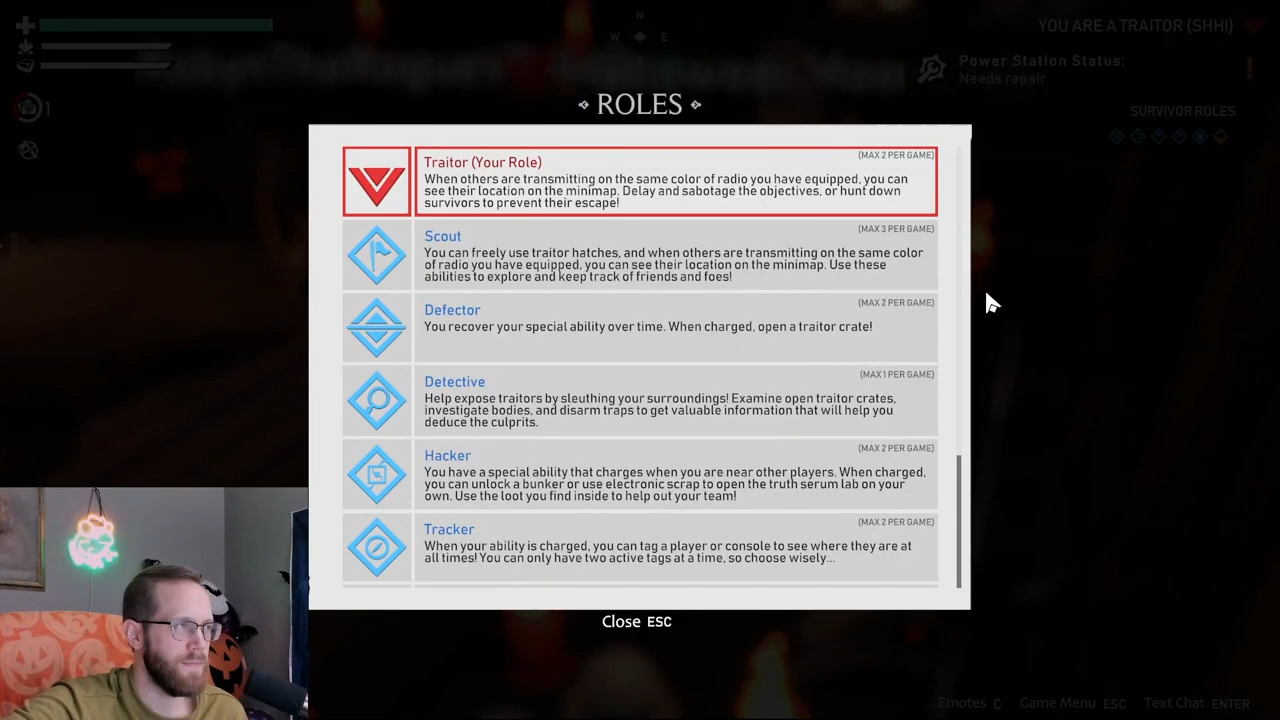 N
W E
YOU ARE A TRAITOR (SHH!)
Power Station Status:
Needs repair
1
SURVIVOR ROLES
ROLES
Traitor (Your Role)
(MAX 2 PER GAME)
When others are transmitting on the same color of radio you have equipped, you can
see their location on the minimap. Delay and sabotage the objectives, or hunt down
survivors to prevent their escape!
Scout
(MAX 3 PER GAME)
You can freely use traitor hatches, and when others are transmitting on the same color
of radio you have equipped, you can see their location on the minimap. Use these
abilities to explore and keep track of friends and foes!
Defector
(MAX 2 PER GAME)
You recover your special ability over time. When charged, open a traitor crate!
Detective
(MAX 1 PER GAME)
Help expose traitors by sleuthing your surroundings! Examine open traitor crates,
investigate bodies, and disarm traps to get valuable information that will help you
deduce the culprits.
Hacker
(MAX 2 PER GAME)
You have a special ability that charges when you are near other players. When charged,
you can unlock a bunker or use electronic scrap to open the truth serum lab on your
own. Use the loot you find inside to help out your team!
Tracker
(MAX 2 PER GAME)
When your ability is charged, you can tag a player or console to see where they are at
all times! You can only have two active tags at a time, so choose wisely...
Close ESC
Emotes C Game Menu ESC Text Chat ENTER